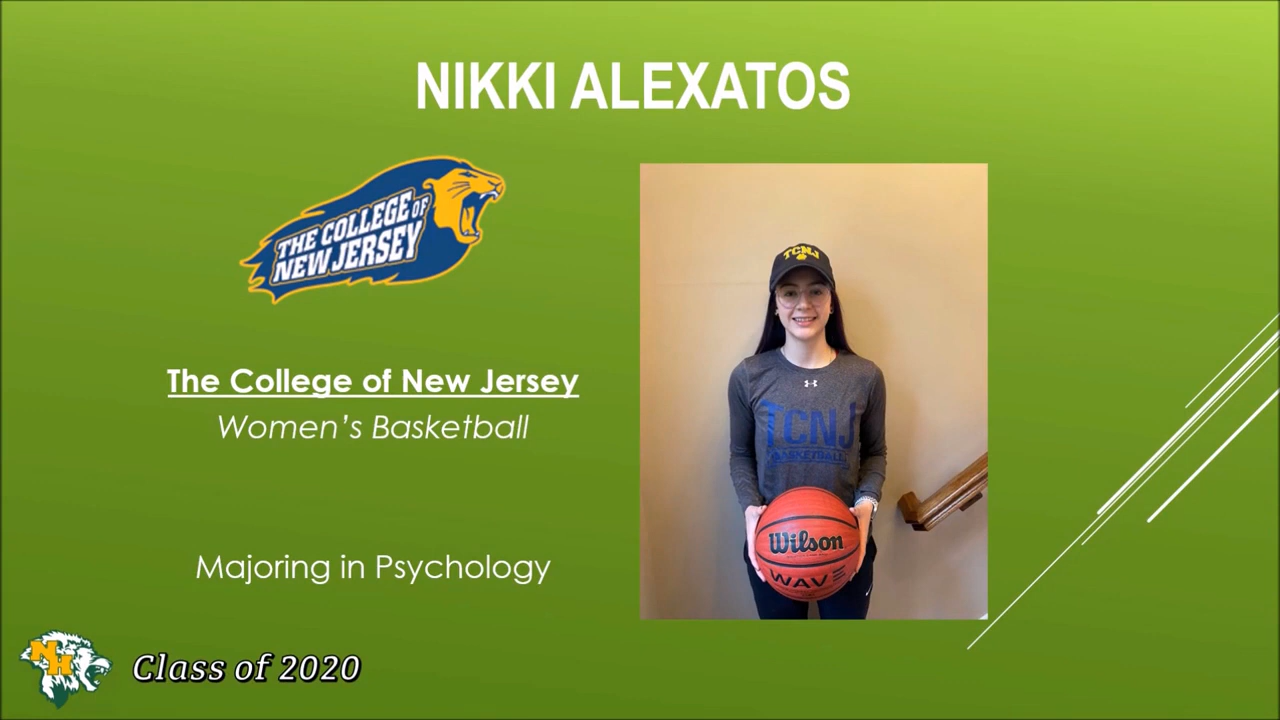 NIKKI ALEXATOS
THE COLLEGE OF
NEW JERSEY
TCNJ
TCNJ
BASKETBALL
The College of New Jersey
Women's Basketball
Wilson
WAVE
Majoring in Psychology
NH
Class of 2020